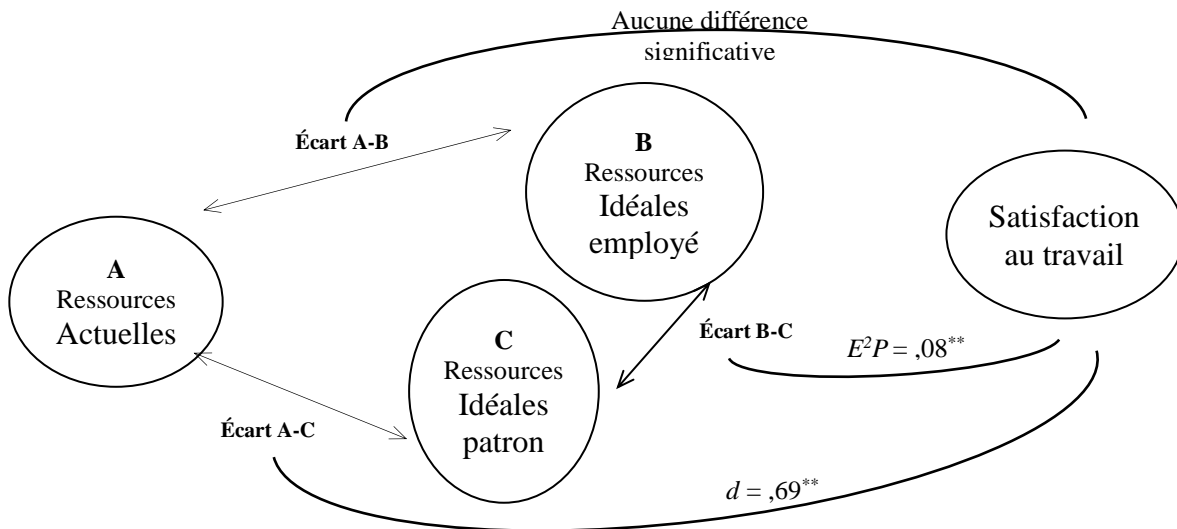 Aucune différence
significative
Écart A-B
B
Ressources
Idéales
employé
Satisfaction
au travail
A
Ressources
Actuelles
Écart B-C
E²P = ,08**
C
Ressources
Idéales
patron
Écart A-C
d = ,69**